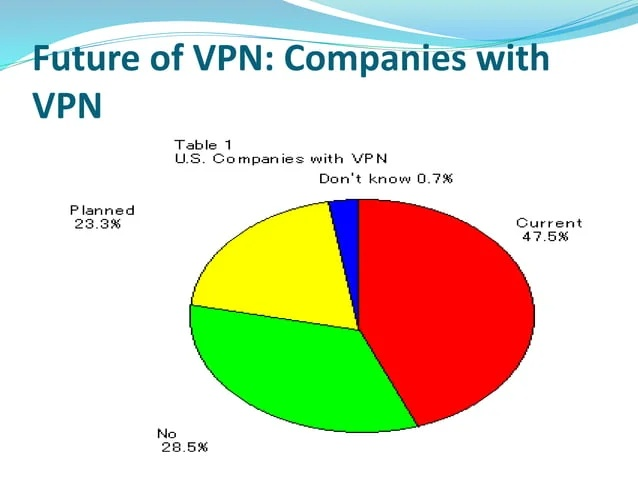 Future of VPN: Companies with
VPN
Table 1
U.S. Companies with VPN
Don't know 0.7%
Planned
23.3%
Current
47.5%
No
28.5%